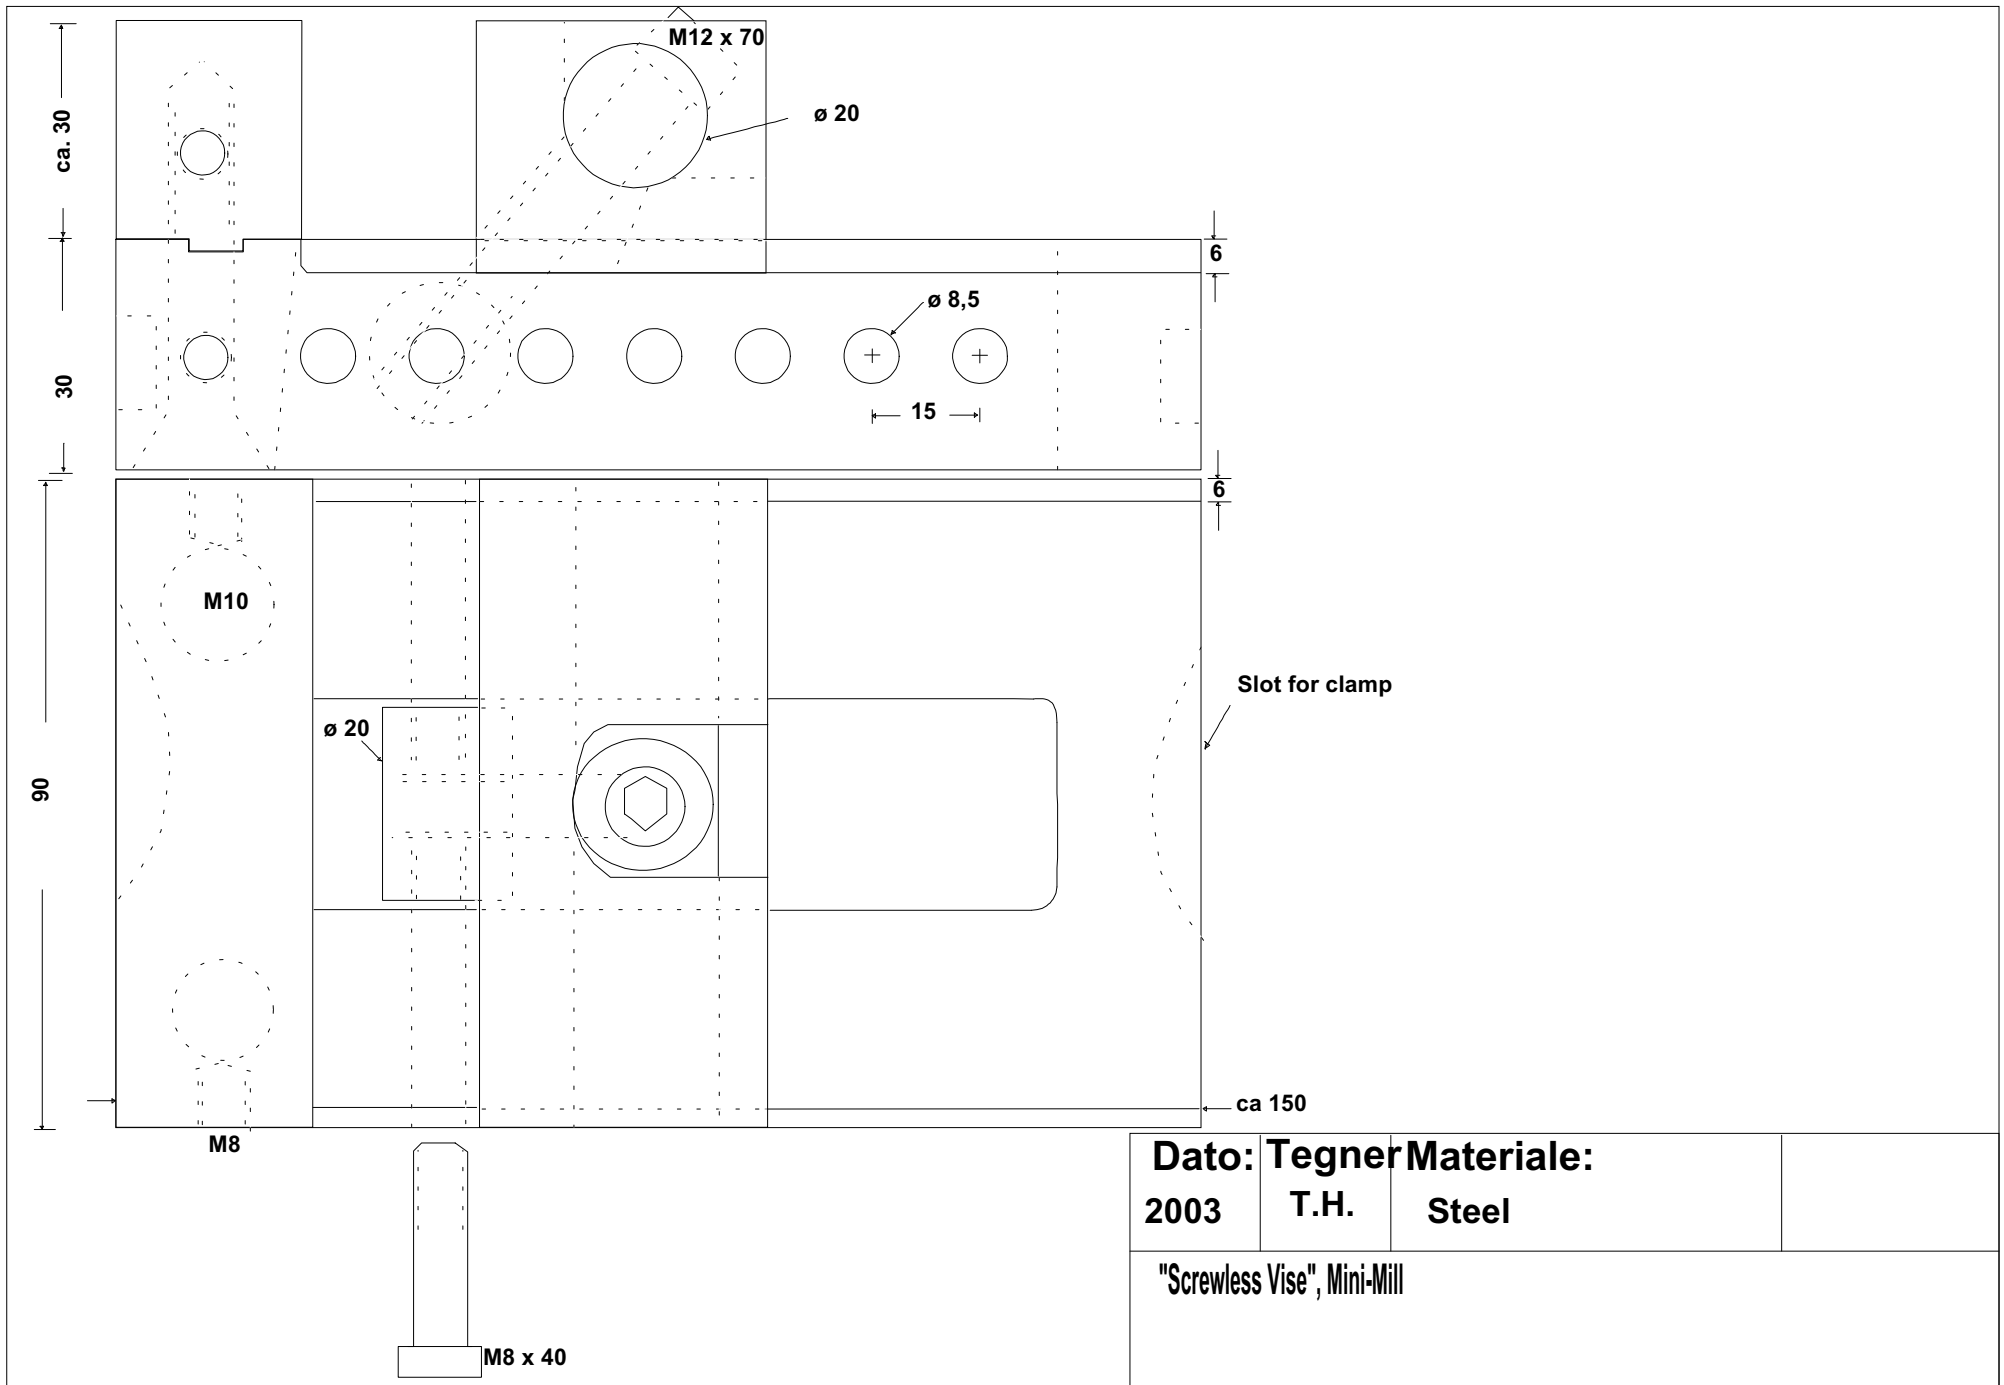 M12 x 70
ø 20
ca. 30
6
ø 8,5
30
15
6
M10
Slot for clamp
ø 20
90
ca 150
M8
Dato: Tegner Materiale:
2003 T.H. Steel
"Screwless Vise", Mini-Mill
M8 x 40